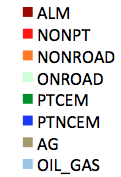 ALM
NONPT
NONROAD
ONROAD
PTCEM
PTNCEM
AG
OIL_GAS